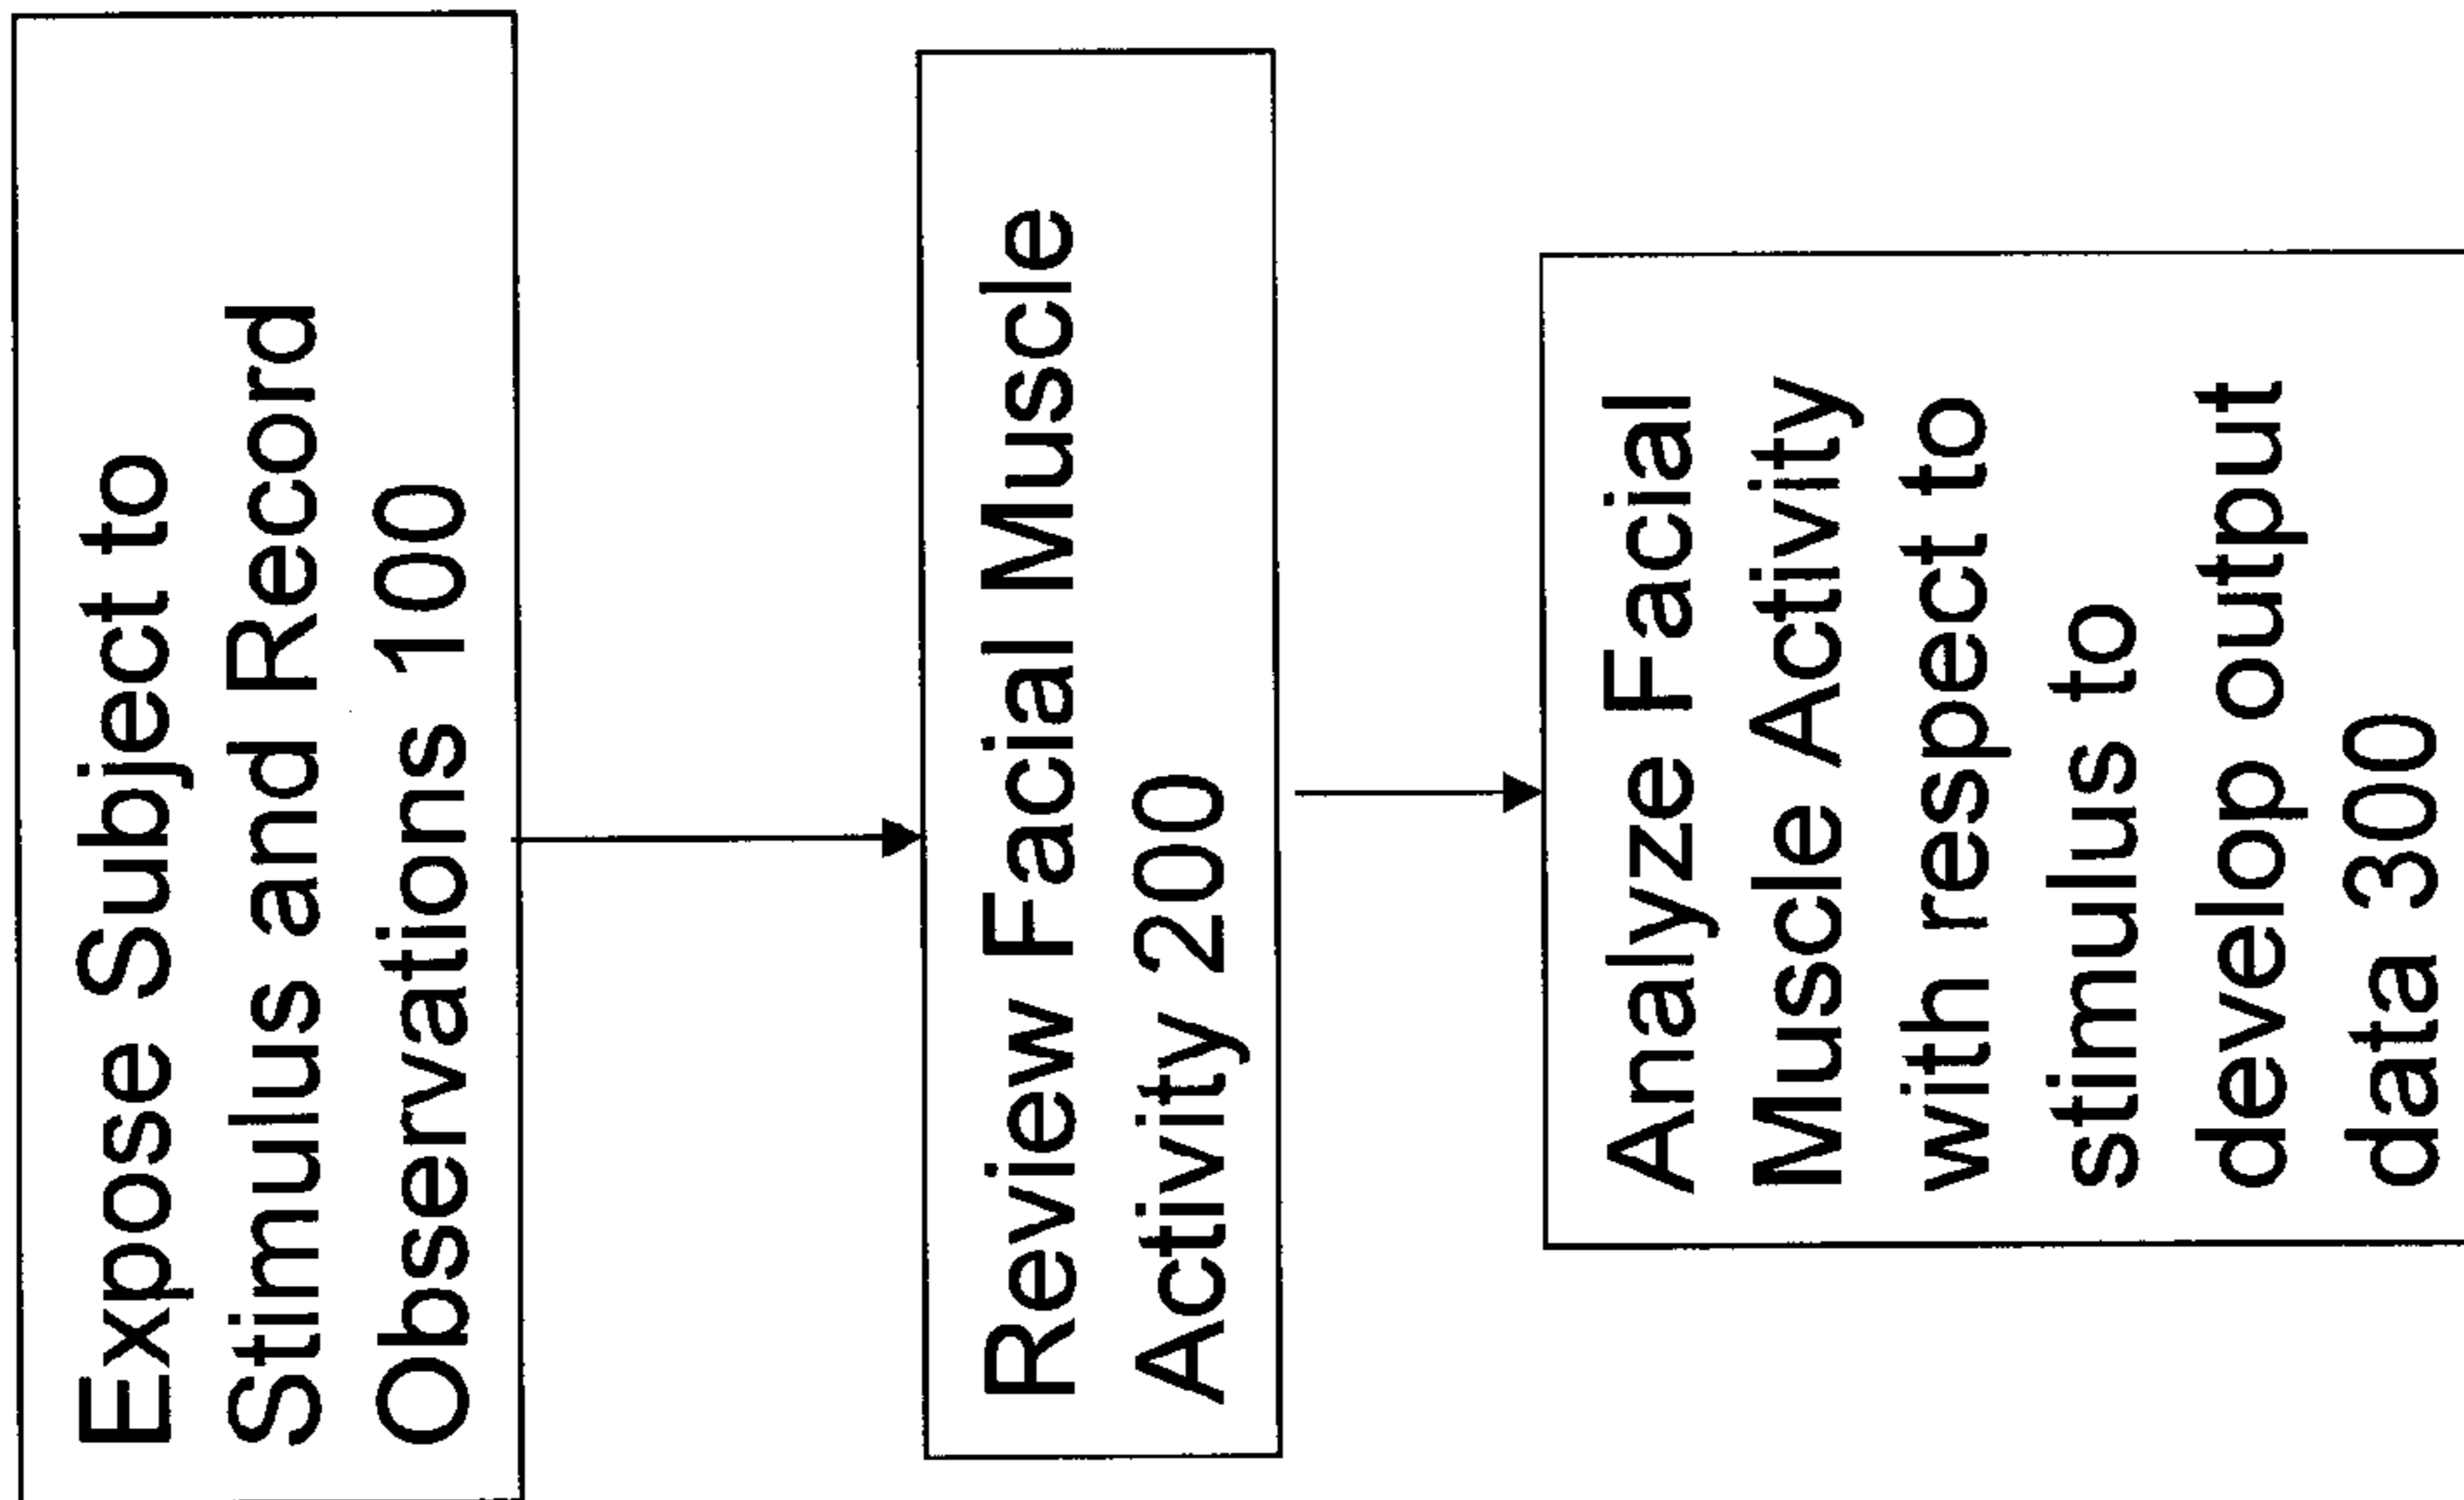 Expose Subject to
Stimulus and Record
Observations 100
Review Facial Muscle
Activity 200
Analyze Facial
Muscle Activity
with respect to
stimulus to
develop output
data 300